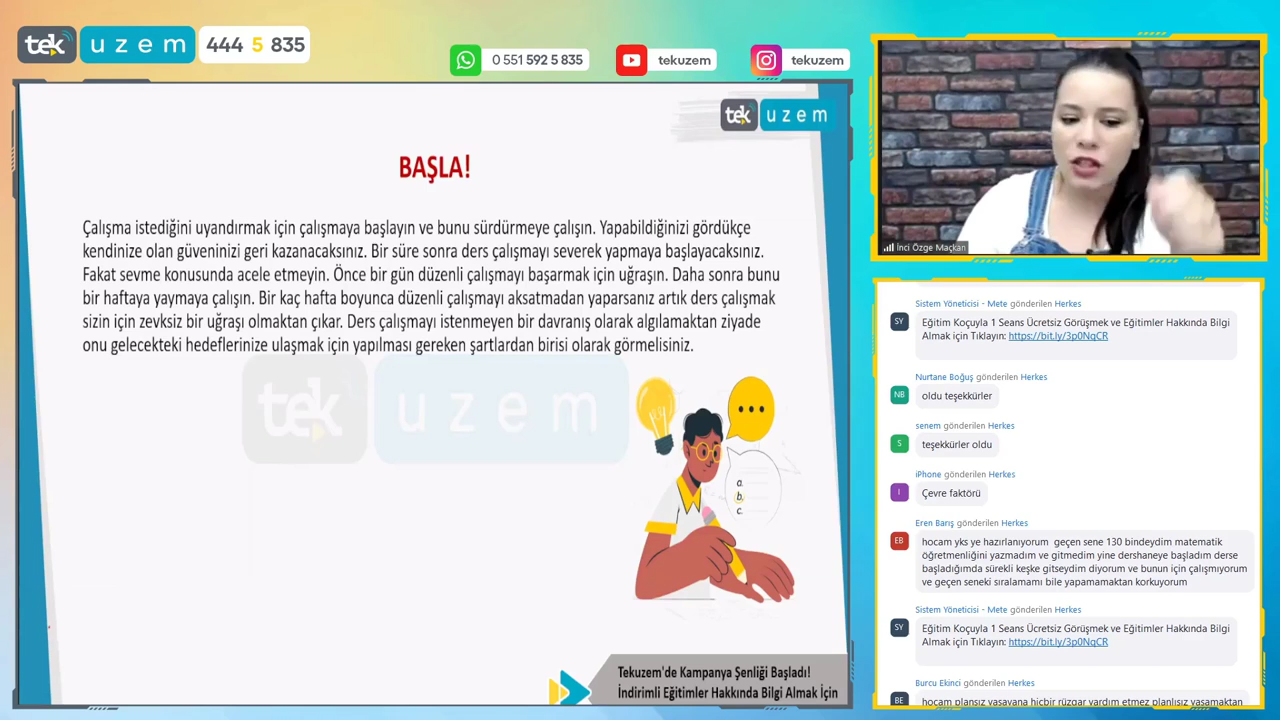 tek uzem 444 5 835
0 551 592 5 835
tekuzem
tekuzem
tek uzem
BAŞLA!
Çalışma istediğini uyandırmak için çalışmaya başlayın ve bunu sürdürmeye çalışın. Yapabildiğinizi gördükçe
kendinize olan güveninizi geri kazanacaksınız. Bir süre sonra ders çalışmayı severek yapmaya başlayacaksınız.
Fakat sevme konusunda acele etmeyin. Önce bir gün düzenli çalışmayı başarmak için uğraşın. Daha sonra bunu
bir haftaya yaymaya çalışın. Bir kaç hafta boyunca düzenli çalışmayı aksatmadan yaparsanız artık ders çalışmak
sizin için zevksiz bir uğraşı olmaktan çıkar. Ders çalışmayı istenmeyen bir davranış olarak algılamaktan ziyade
onu gelecekteki hedeflerinize ulaşmak için yapılması gereken şartlardan birisi olarak görmelisiniz.
tek uzem
a.
b.
c.
Tekuzem'de Kampanya Şenliği Başladı!
İndirimli Eğitimler Hakkında Bilgi Almak İçin
İnci Özge Maçkan
Sistem Yöneticisi - Mete gönderilen Herkes
SY
Eğitim Koçuyla 1 Seans Ücretsiz Görüşmek ve Eğitimler Hakkında Bilgi
Almak için Tıklayın: https://bit.ly/3p0NqCR
Nurtane Boğuş gönderilen Herkes
NB
oldu teşekkürler
senem gönderilen Herkes
S
teşekkürler oldu
iPhone gönderilen Herkes
I
Çevre faktörü
Eren Barış gönderilen Herkes
EB
hocam yks ye hazırlanıyorum geçen sene 130 bindeydim matematik
öğretmenliğini yazmadım ve gitmedim yine dershaneye başladım derse
başladığımda sürekli keşke gitseydim diyorum ve bunun için çalışmıyorum
ve geçen seneki sıralamamı bile yapamamaktan korkuyorum
Sistem Yöneticisi - Mete gönderilen Herkes
SY
Eğitim Koçuyla 1 Seans Ücretsiz Görüşmek ve Eğitimler Hakkında Bilgi
Almak için Tıklayın: https://bit.ly/3p0NqCR
Burcu Ekinci gönderilen Herkes
BE
hocam plansız yaşayana hiçbir rüzgar yardım etmez planlısız yaşamaktan